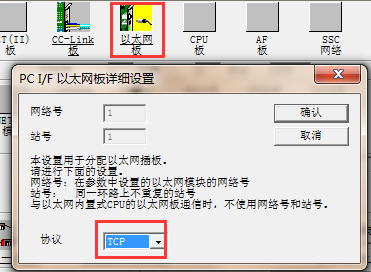 ET(II)
板
CC-Link
板
以太网
板
CPU
板
AF
板
SSC
网络
PC I/F 以太网板详细设置
网络号
1
确认
站号
1
取消
本设置用于分配以太网插板。
请进行下面的设置。
网络号：在参数中设置的以太网模块的网络号
站号：  同一环路上不重复的站号
与以太网内置式CPU的以太网板通信时，不使用网络号和站号。
协议
TCP